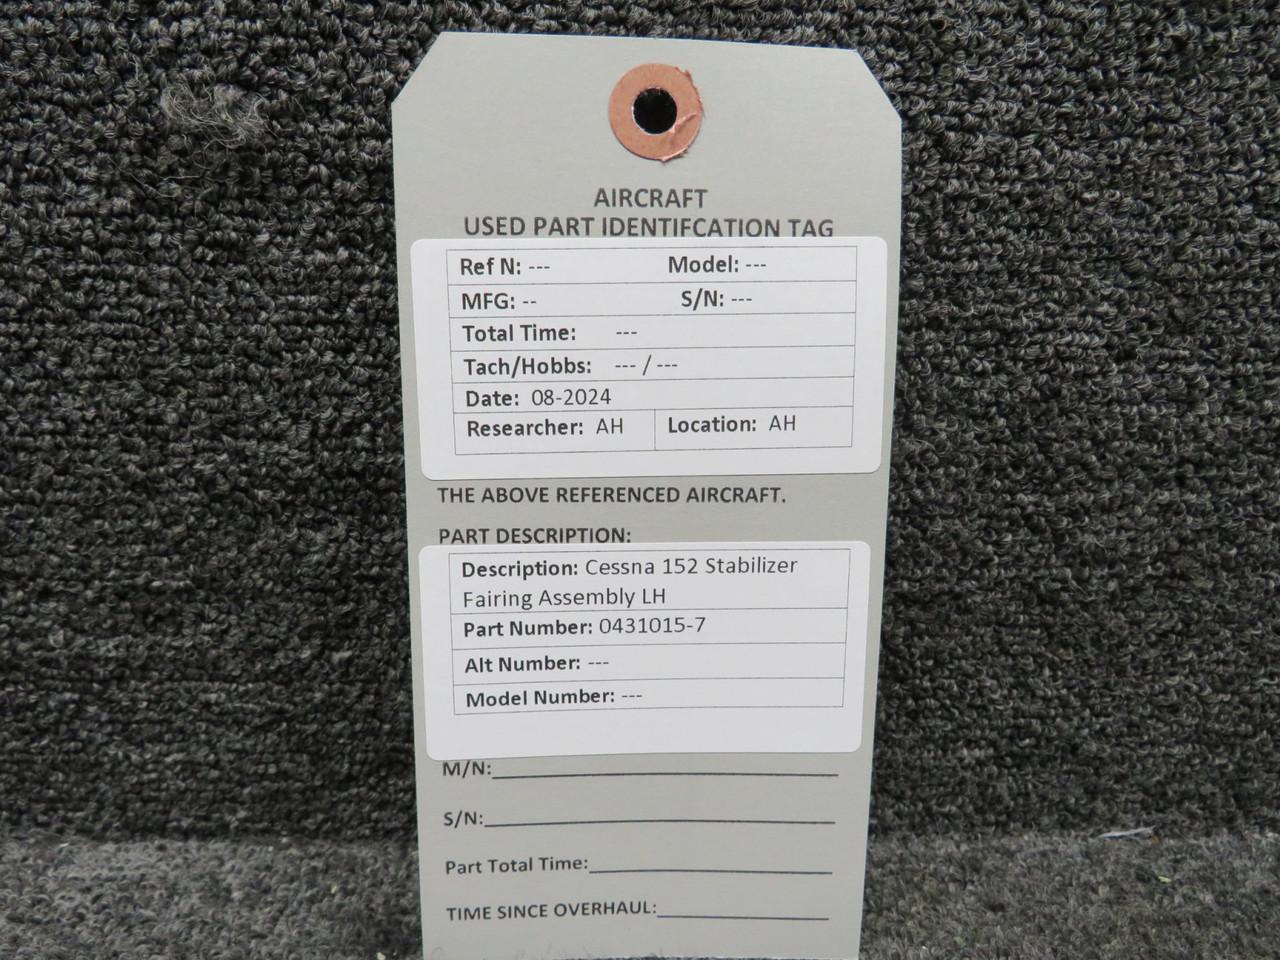 AIRCRAFT
USED PART IDENTIFCATION TAG
Ref N: --- Model: ---
MFG: -- S/N: ---
Total Time: ---
Tach/Hobbs: --- / ---
Date: 08-2024
Researcher: AH Location: AH
THE ABOVE REFERENCED AIRCRAFT.
PART DESCRIPTION:
Description: Cessna 152 Stabilizer
Fairing Assembly LH
Part Number: 0431015-7
Alt Number: ---
Model Number: ---
M/N:
S/N:
Part Total Time:
TIME SINCE OVERHAUL: